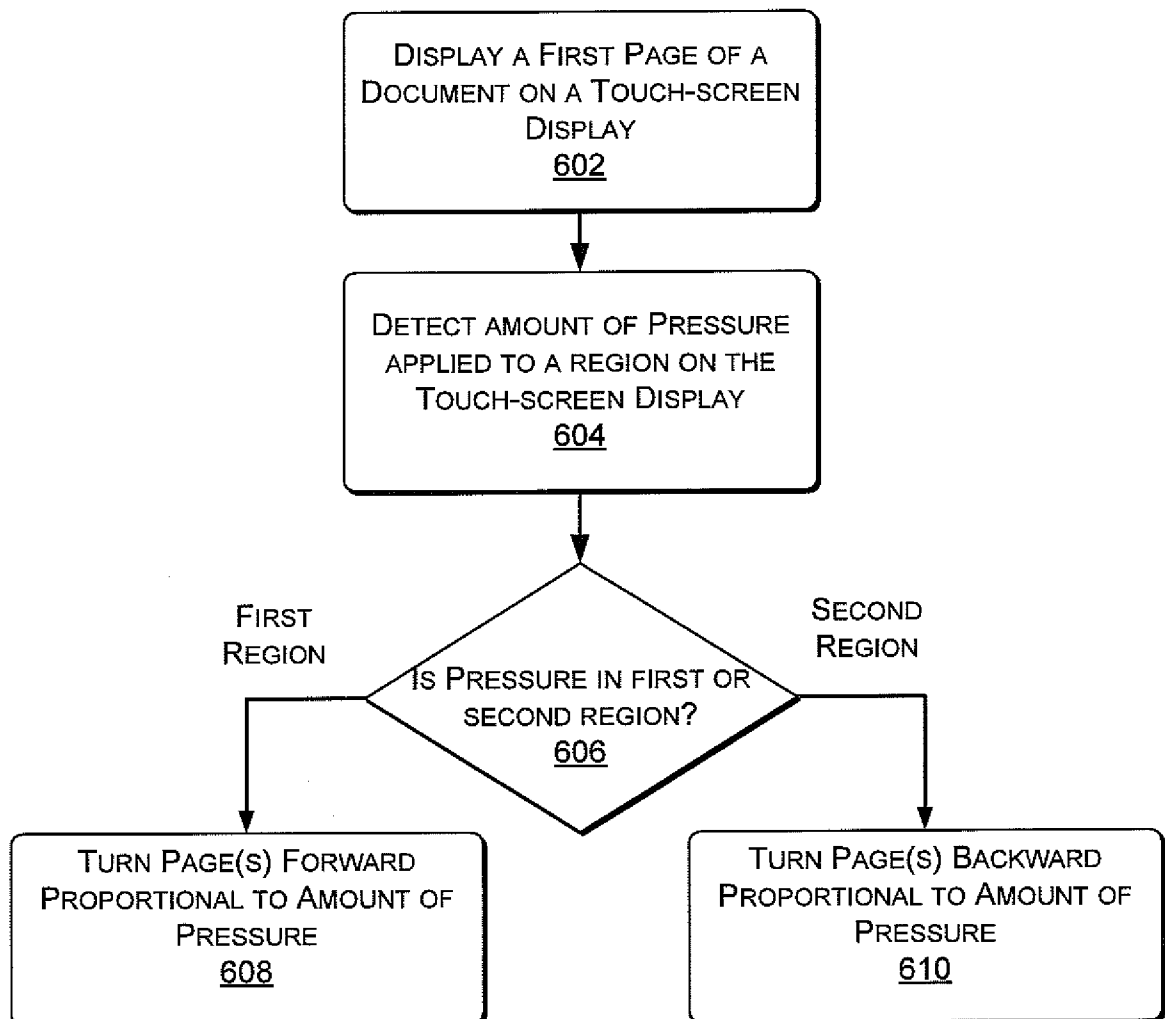 DISPLAY A FIRST PAGE OF A
DOCUMENT ON A TOUCH-SCREEN
DISPLAY
602
DETECT AMOUNT OF PRESSURE
APPLIED TO A REGION ON THE
TOUCH-SCREEN DISPLAY
604
FIRST
REGION
SECOND
REGION
IS PRESSURE IN FIRST OR
SECOND REGION?
606
TURN PAGE(S) FORWARD
PROPORTIONAL TO AMOUNT OF
PRESSURE
608
TURN PAGE(S) BACKWARD
PROPORTIONAL TO AMOUNT OF
PRESSURE
610